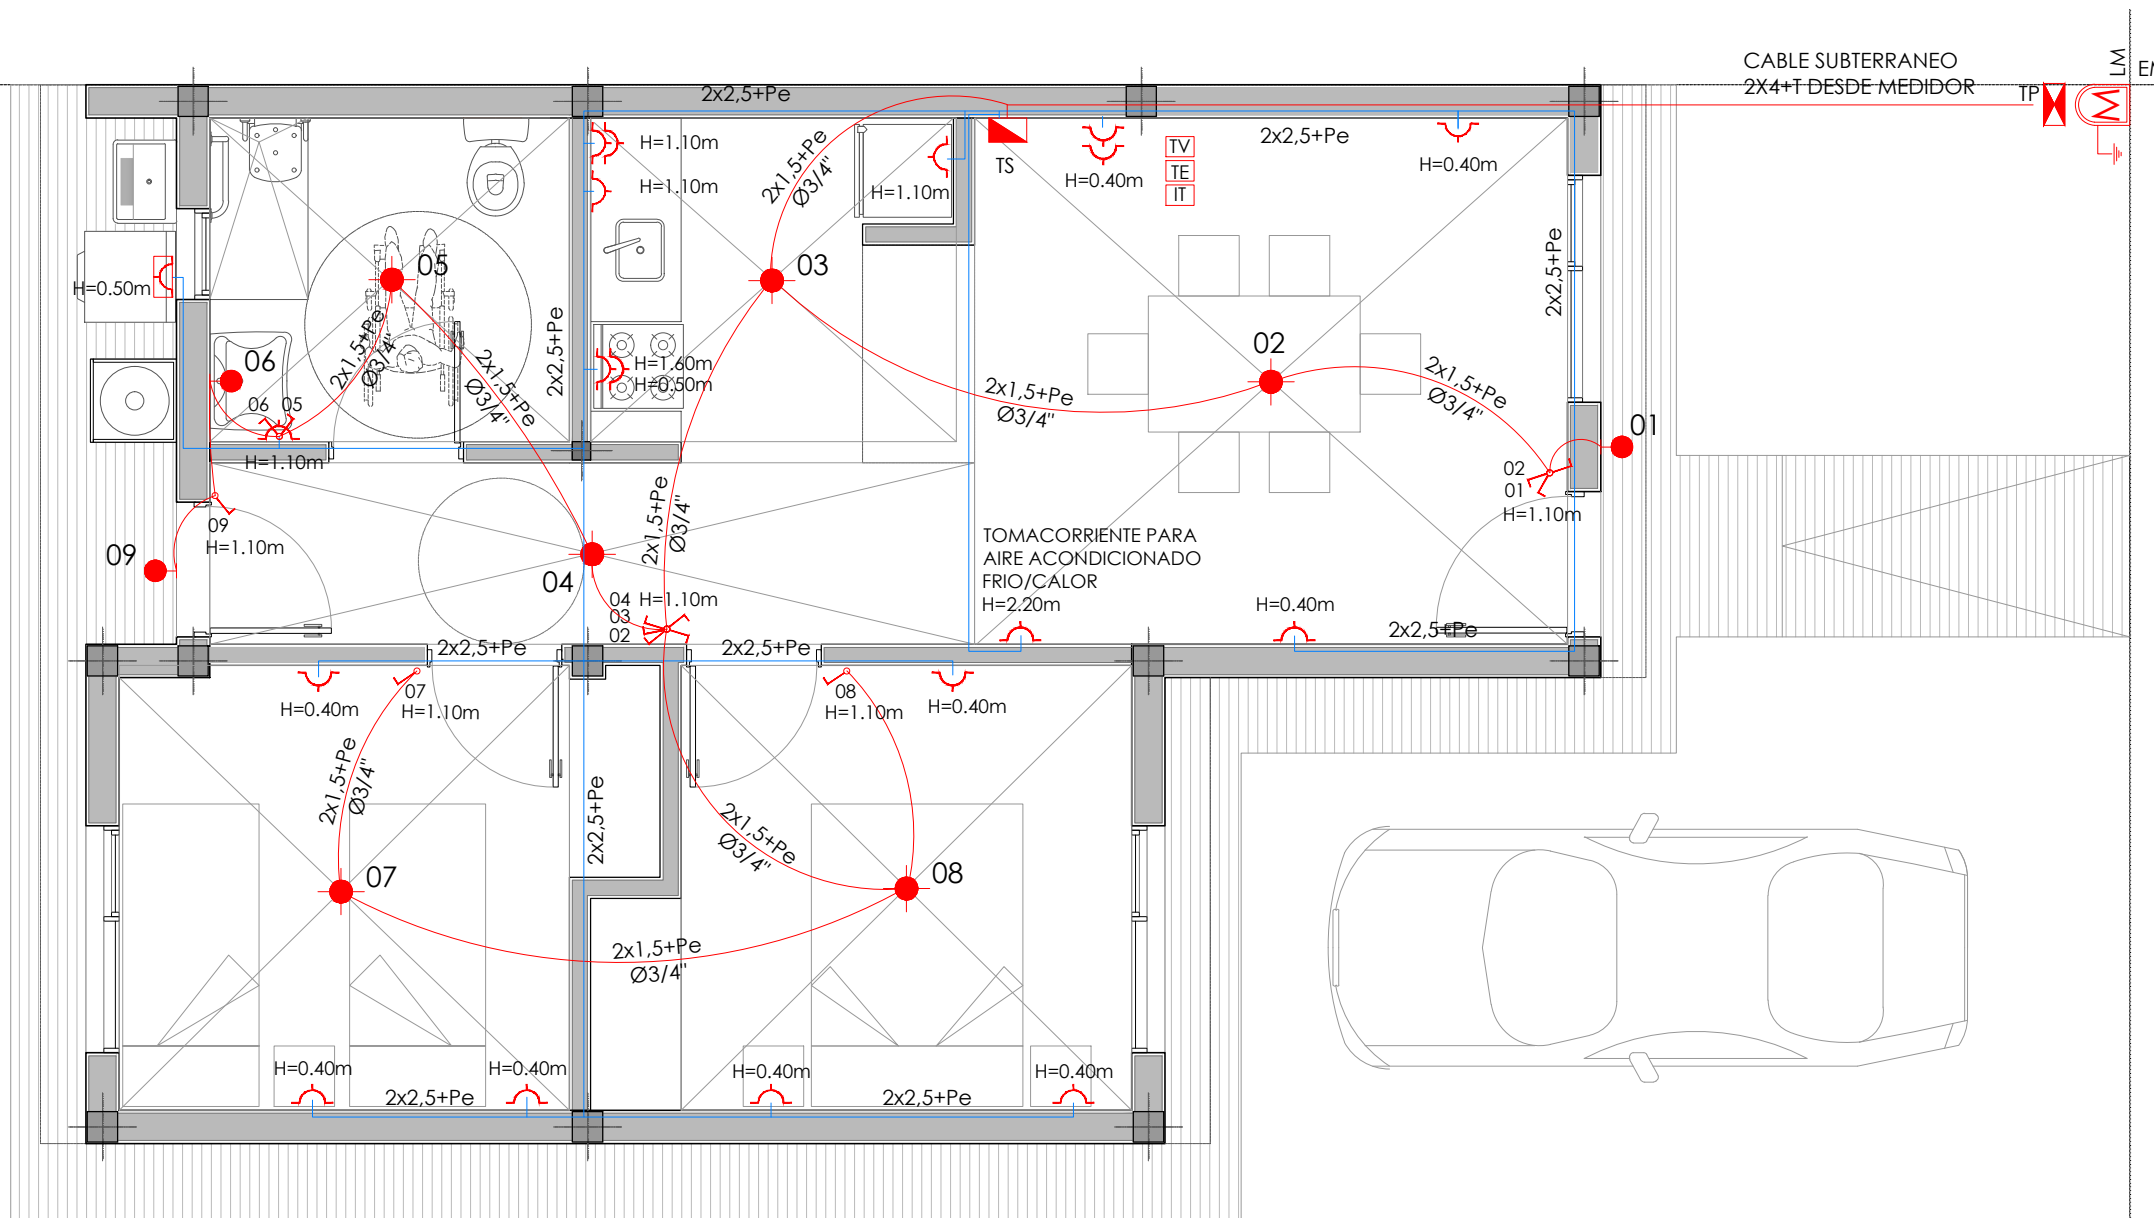 CABLE SUBTERRANEO
2X4+T DESDE MEDIDOR
LM
TP
2x2,5+Pe
H=1.10m
H=1.10m
2x1,5+Pe
Ø3/4"
H=1.10m
TS
H=0.40m
TV
TE
IT
2x2,5+Pe
H=0.40m
2x2,5+Pe
H=0.50m
05
03
02
06
06 05
H=1.10m
2x1,5+Pe
Ø3/4"
2x1,5+Pe
Ø3/4"
2x2,5+Pe
H=1.60m
H=0.50m
2x1,5+Pe
Ø3/4"
2x1,5+Pe
Ø3/4"
01
02
01
H=1.10m
09
H=1.10m
09
04
2x1,5+Pe
Ø3/4"
04
03
02
H=1.10m
TOMACORRIENTE PARA
AIRE ACONDICIONADO
FRIO/CALOR
H=2.20m
H=0.40m
2x2,5+Pe
2x2,5+Pe
2x2,5+Pe
H=0.40m
07
H=1.10m
08
H=1.10m
H=0.40m
2x1,5+Pe
Ø3/4"
2x2,5+Pe
2x1,5+Pe
Ø3/4"
07
08
2x1,5+Pe
Ø3/4"
H=0.40m
H=0.40m
H=0.40m
H=0.40m
2x2,5+Pe
2x2,5+Pe